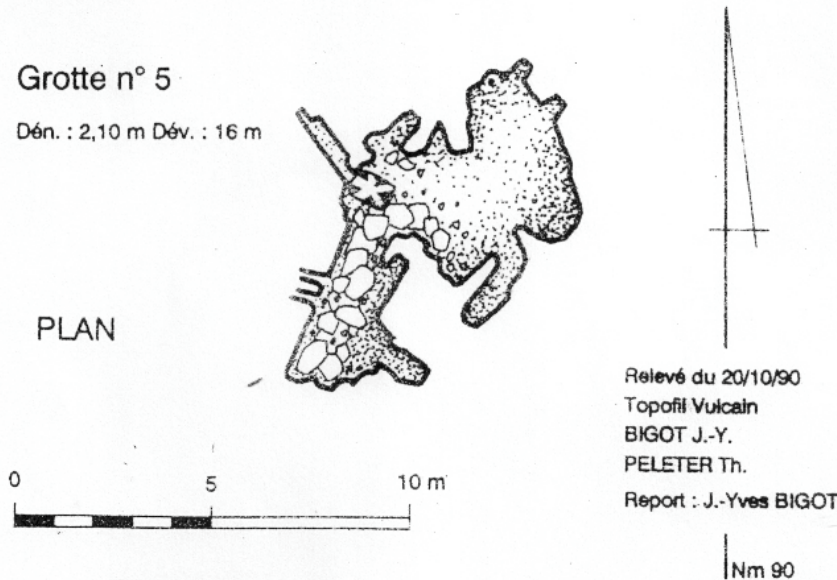 Grotte n° 5
Dén. : 2,10 m Dév. : 16 m
PLAN
0 5 10 m
Relevé du 20/10/90
Topofil Vulcain
BIGOT J.-Y.
PELETER Th.
Report : J.-Yves BIGOT
Nm 90